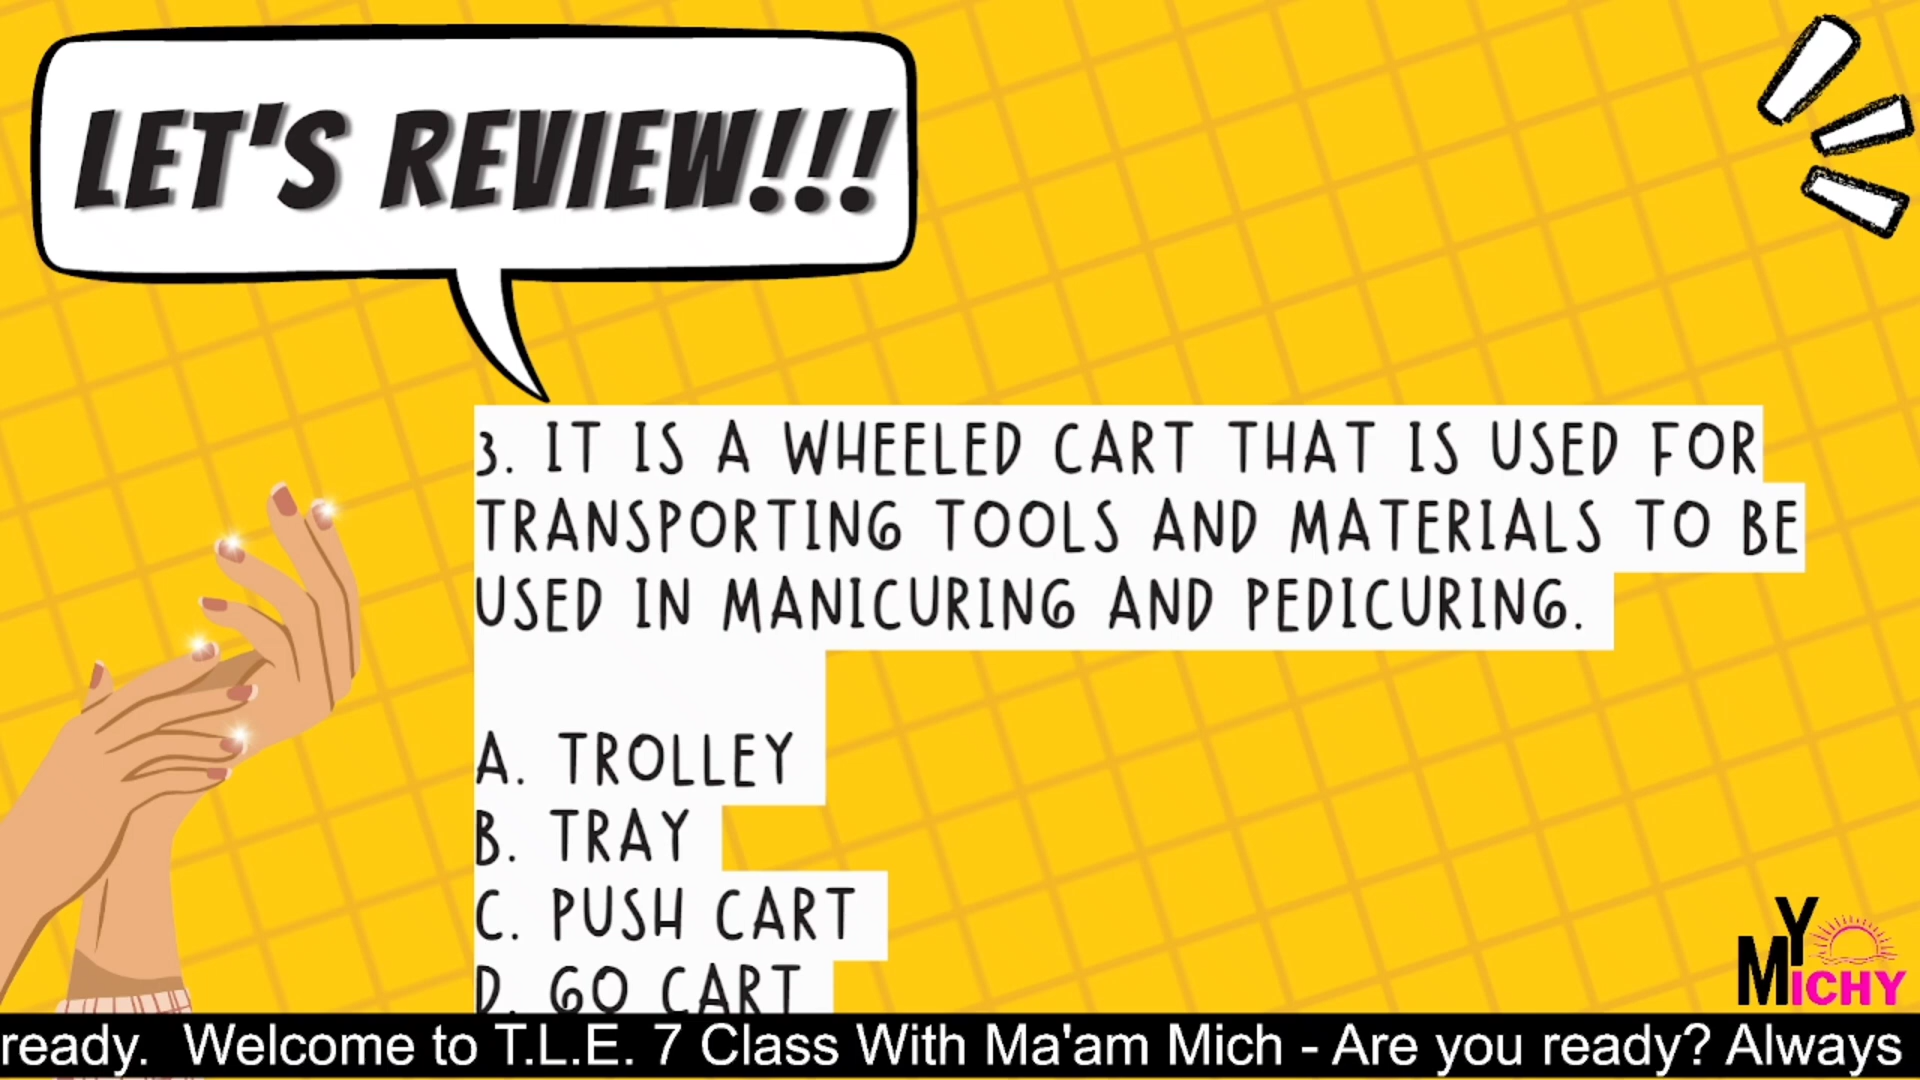 LET'S REVIEW!!!
3. IT IS A WHEELED CART THAT IS USED FOR
TRANSPORTING TOOLS AND MATERIALS TO BE
USED IN MANICURING AND PEDICURING.
A. TROLLEY
B. TRAY
C. PUSH CART
D. GO CART
MY MICHY
ready. Welcome to T.L.E. 7 Class With Ma'am Mich - Are you ready? Always